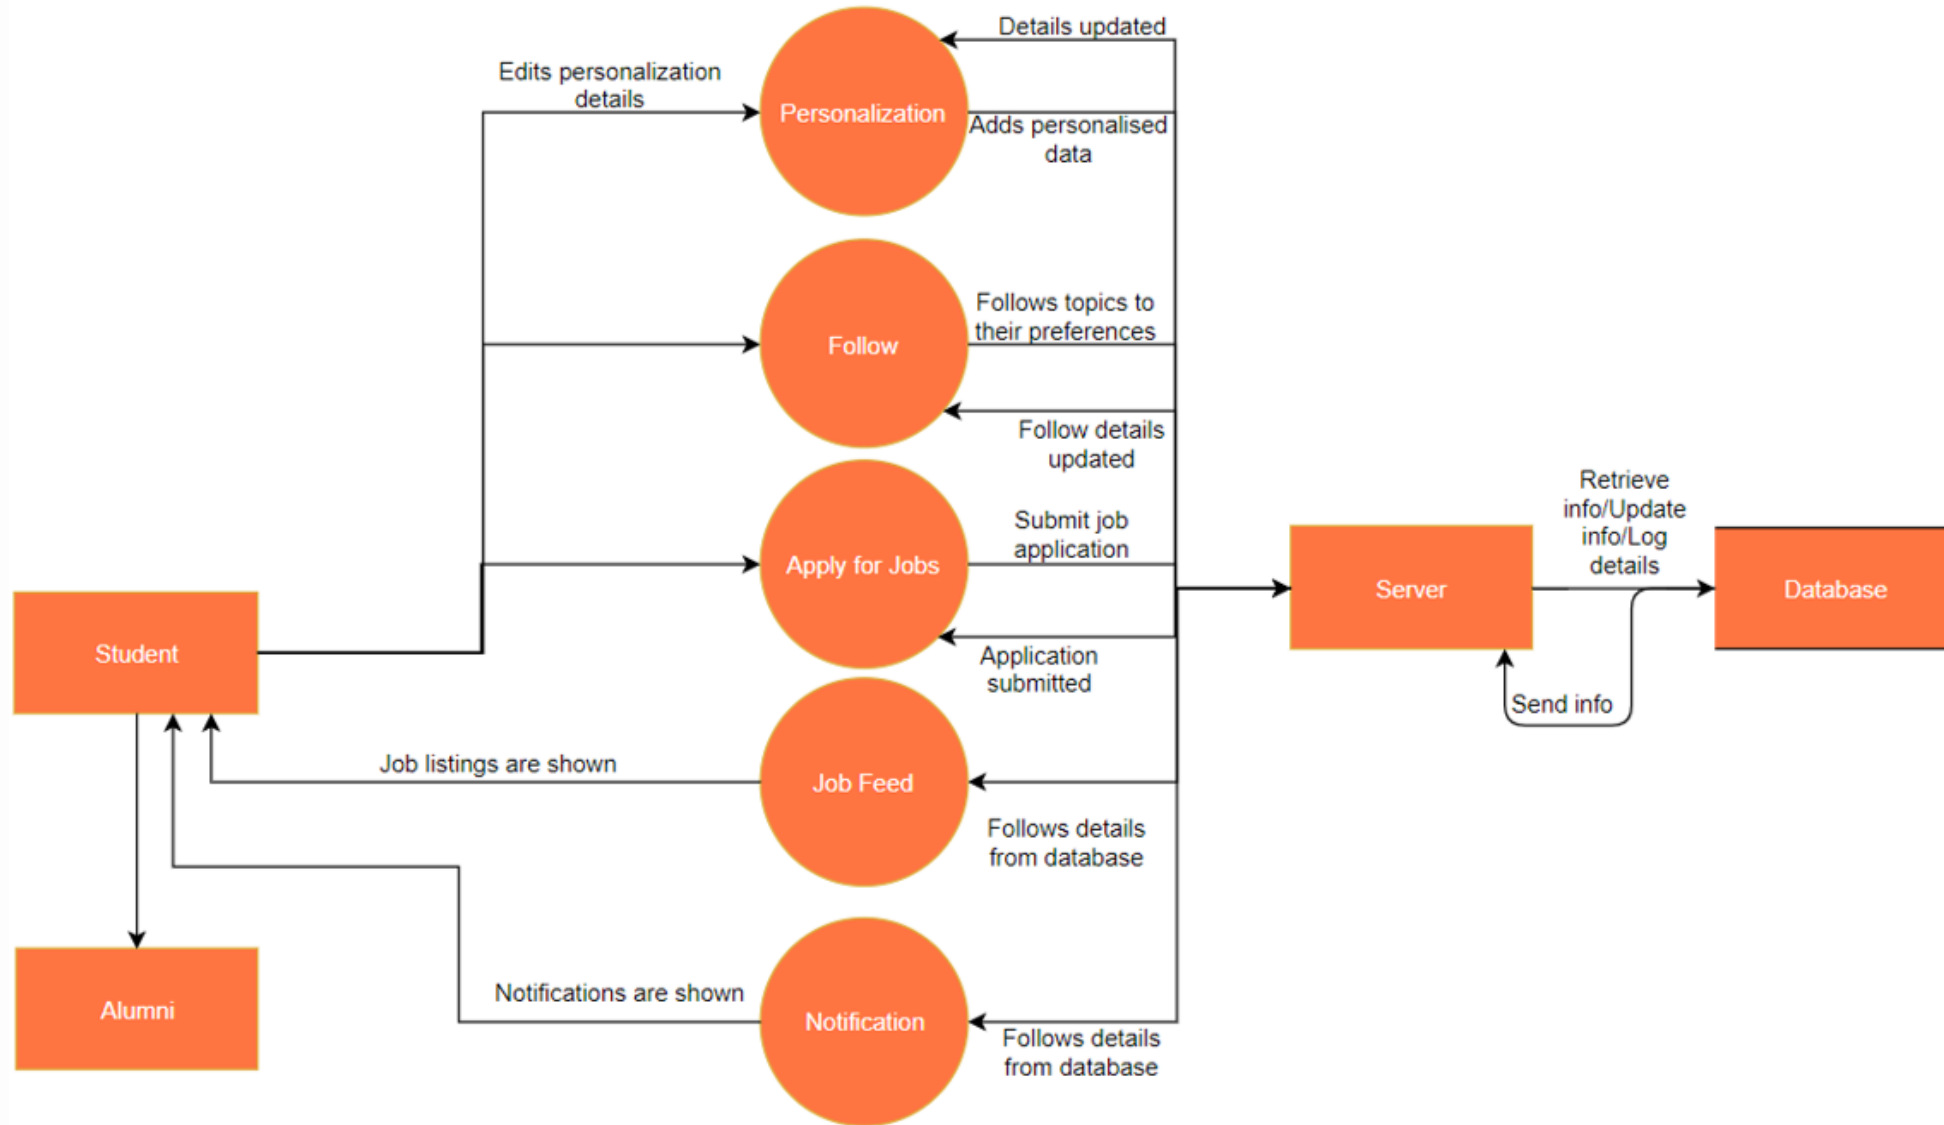 Details updated
Edits personalization
details
Personalization
Adds personalised
data
Follows topics to
their preferences
Follow
Follow details
updated
Retrieve
info/Update
info/Log
details
Submit job
application
Apply for Jobs
Server
Database
Student
Application
submitted
Send info
Job listings are shown
Job Feed
Follows details
from database
Notifications are shown
Alumni
Notification
Follows details
from database